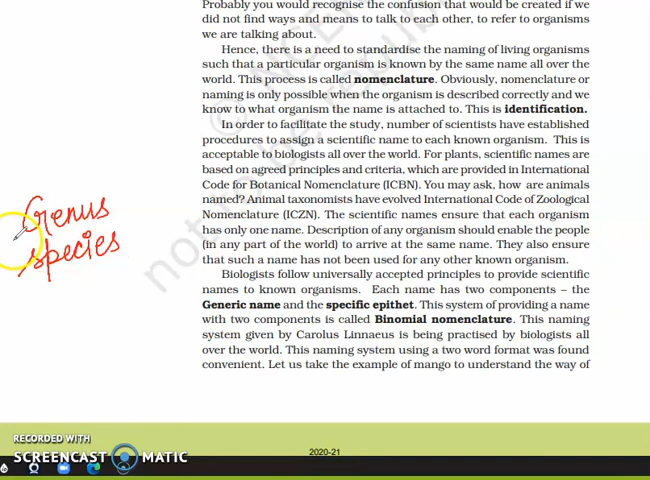 Probably you would recognise the confusion that would be created if we
did not find ways and means to talk to each other, to refer to organisms
we are talking about.
Hence, there is a need to standardise the naming of living organisms
such that a particular organism is known by the same name all over the
world. This process is called nomenclature. Obviously, nomenclature or
naming is only possible when the organism is described correctly and we
know to what organism the name is attached to. This is identification.
In order to facilitate the study, number of scientists have established
procedures to assign a scientific name to each known organism. This is
acceptable to biologists all over the world. For plants, scientific names are
based on agreed principles and criteria, which are provided in International
Code for Botanical Nomenclature (ICBN). You may ask, how are animals
named? Animal taxonomists have evolved International Code of Zoological
Nomenclature (ICZN). The scientific names ensure that each organism
has only one name. Description of any organism should enable the people
(in any part of the world) to arrive at the same name. They also ensure
that such a name has not been used for any other known organism.
Biologists follow universally accepted principles to provide scientific
names to known organisms. Each name has two components – the
Generic name and the specific epithet. This system of providing a name
with two components is called Binomial nomenclature. This naming
system given by Carolus Linnaeus is being practised by biologists all
over the world. This naming system using a two word format was found
convenient. Let us take the example of mango to understand the way of
Genus
species
© NCE
not to be republ
2020-21
RECORDED WITH
SCREENCAST MATIC